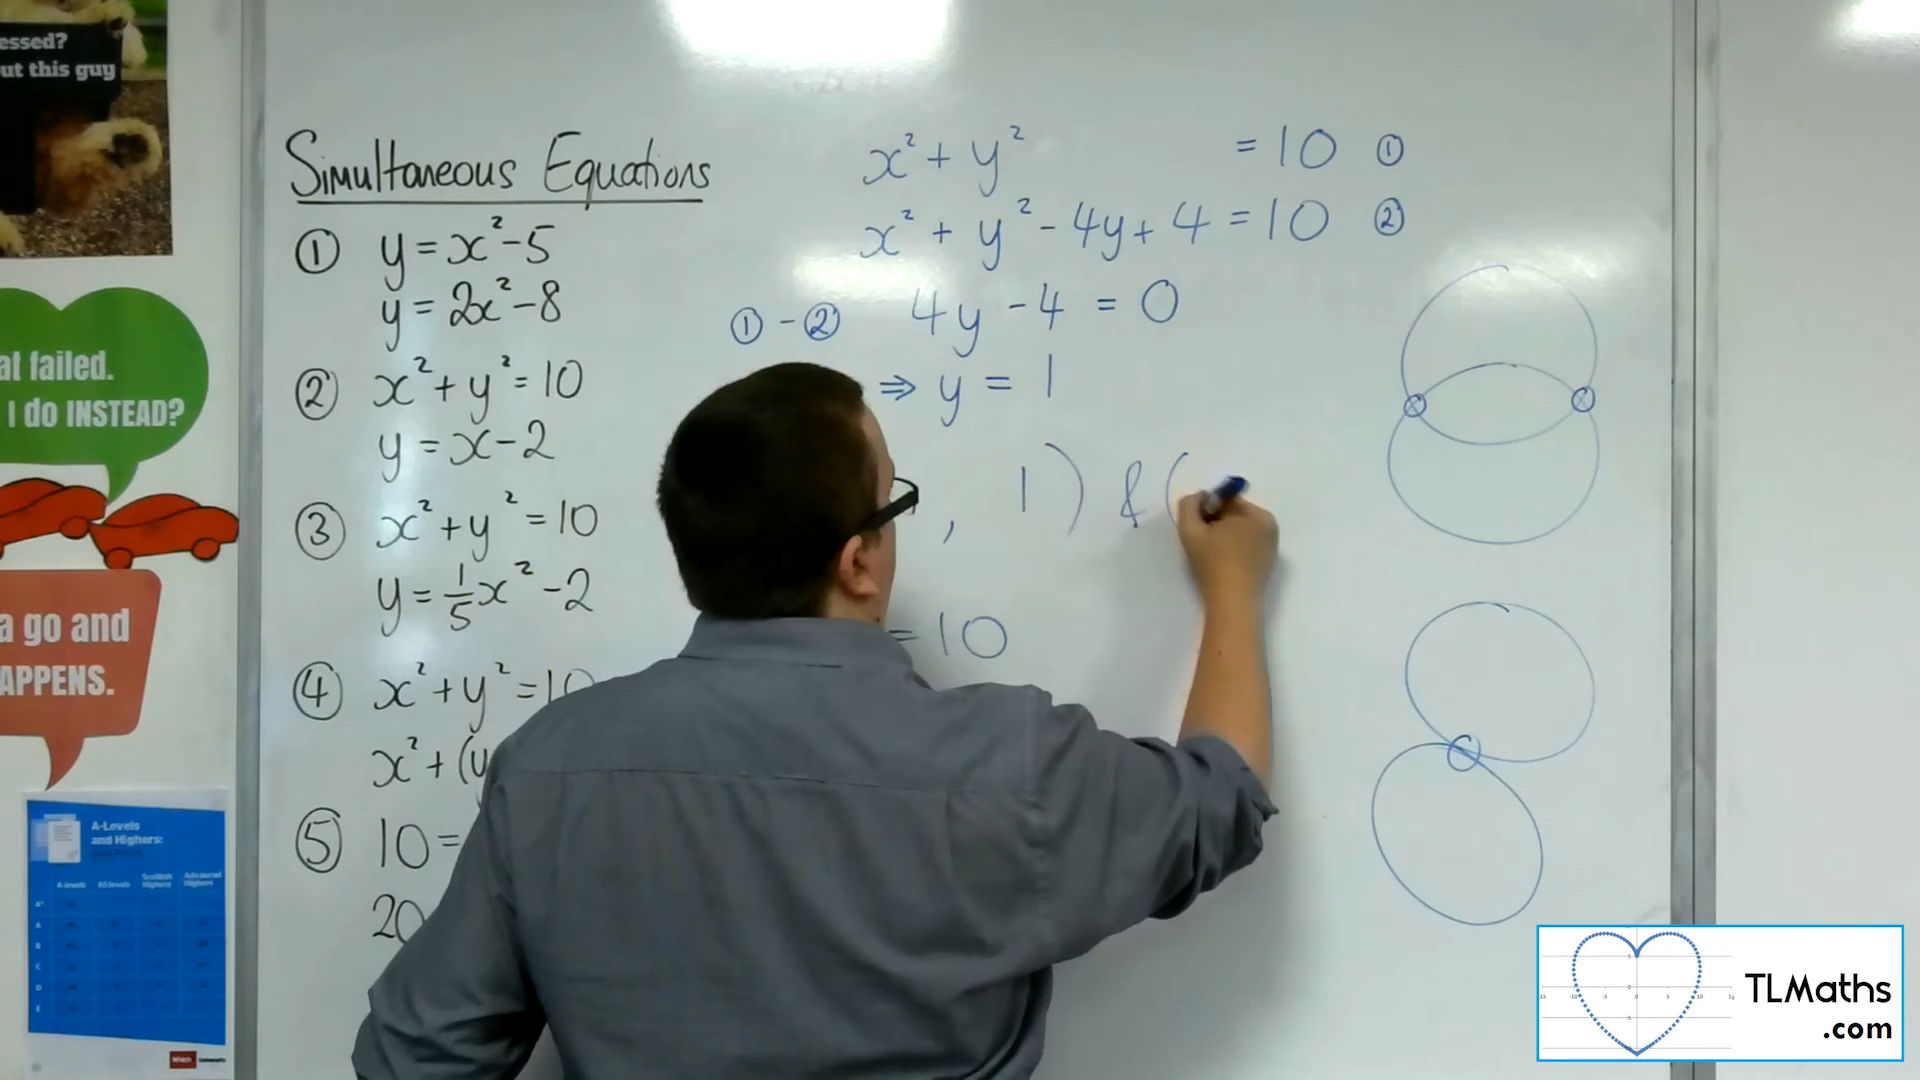 essed?
ut this guy
at failed.
I do INSTEAD?
a go and
APPENS.
A-Levels
and Highers:
Simultaneous Equations
① y = x² - 5
y = 2x² - 8
② x² + y² = 10
y = x - 2
③ x² + y² = 10
y = 1/5 x² - 2
④ x² + y² = 10
x² + (y
⑤ 10 =
20
x² + y² = 10 ①
x² + y² - 4y + 4 = 10 ②
① - ② 4y - 4 = 0
⇒ y = 1
, 1) & (
= 10
TLMaths
.com